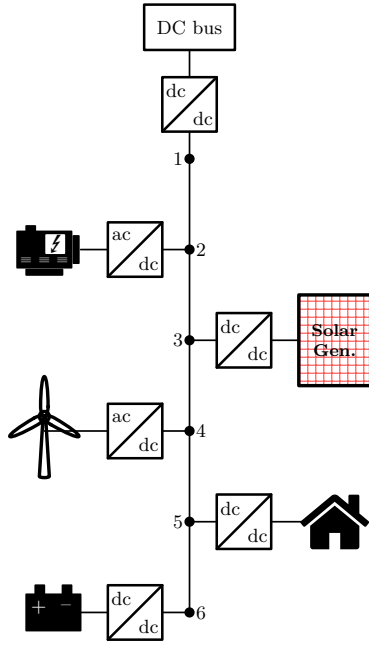 DC bus
dc
dc
1
ac
dc
2
3
dc
dc
Solar
Gen.
ac
dc
4
5
dc
dc
+ −
dc
dc
6